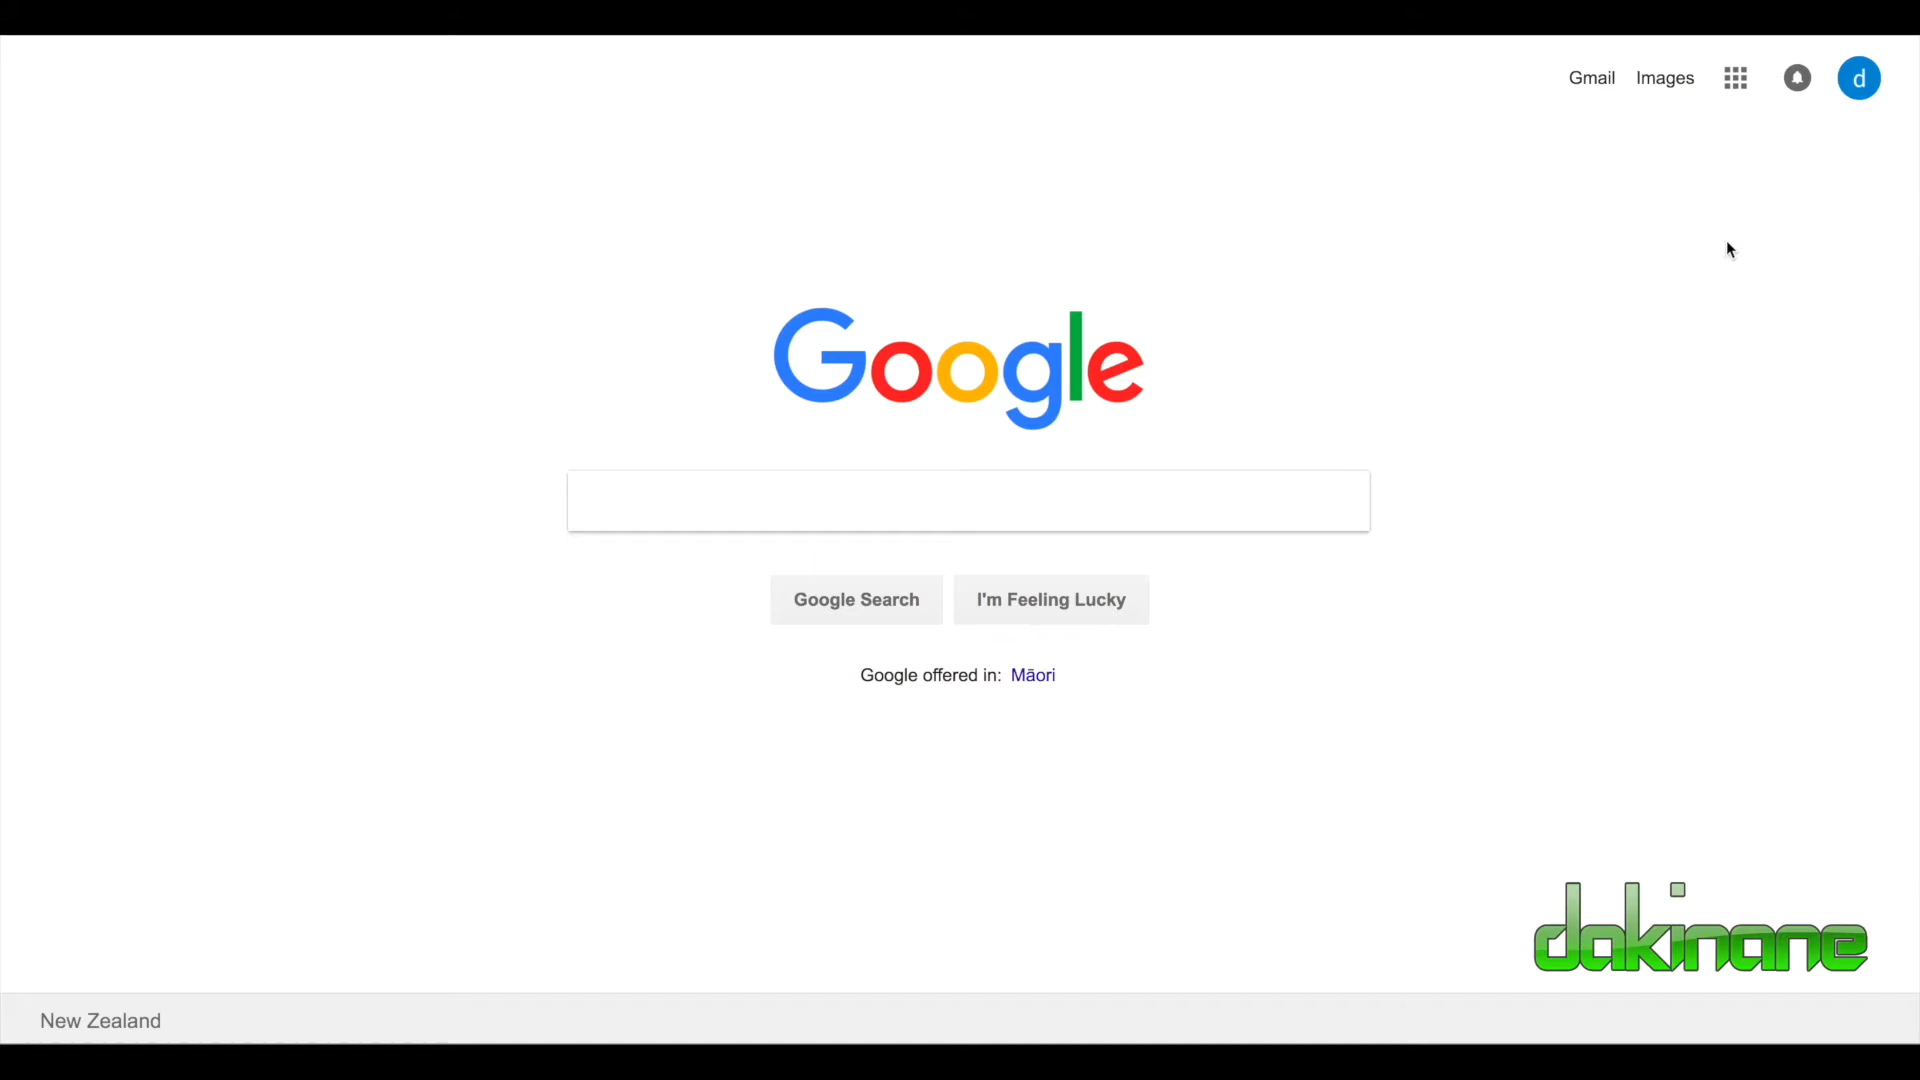 Gmail Images d
Google
Google Search I'm Feeling Lucky
Google offered in: Māori
dakinane
New Zealand